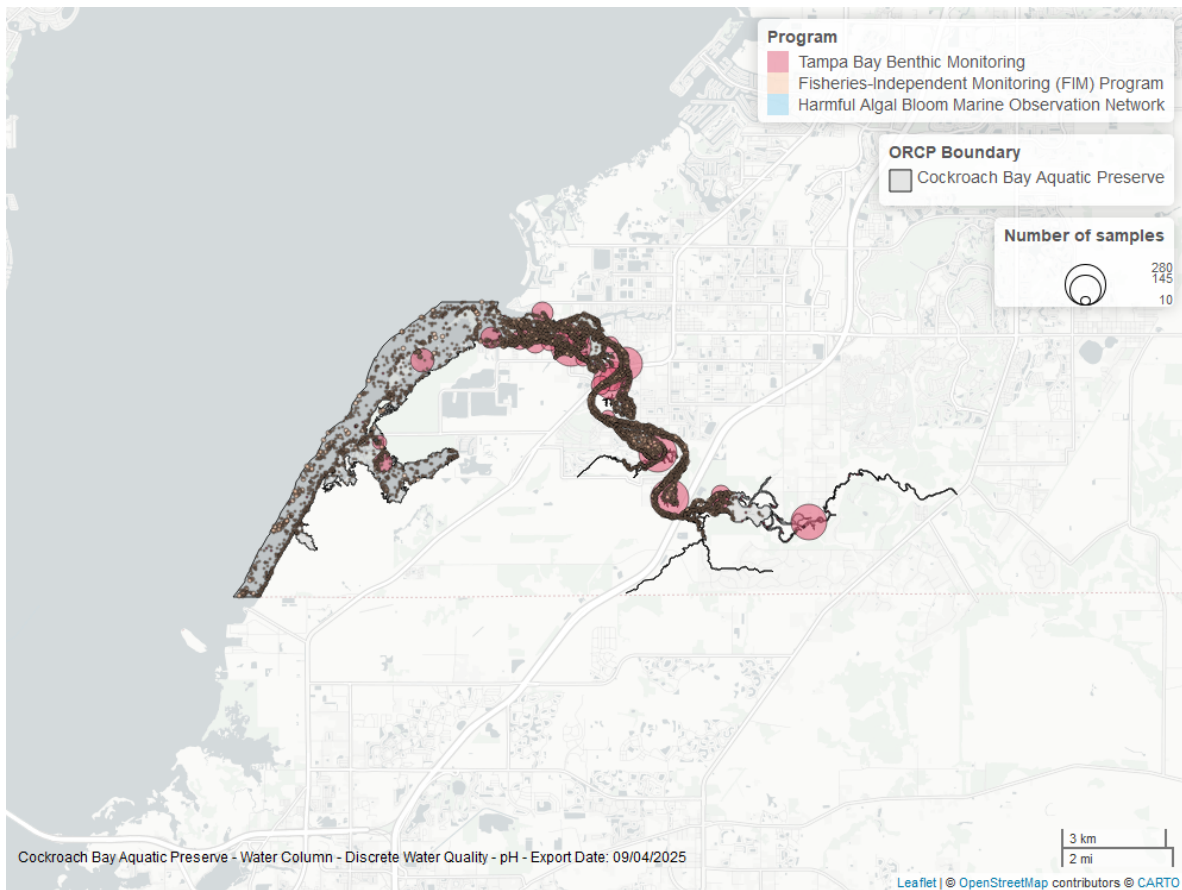 Program
Tampa Bay Benthic Monitoring
Fisheries-Independent Monitoring (FIM) Program
Harmful Algal Bloom Marine Observation Network
ORCP Boundary
Cockroach Bay Aquatic Preserve
Number of samples
280
145
10
3 km
2 mi
Cockroach Bay Aquatic Preserve - Water Column - Discrete Water Quality - pH - Export Date: 09/04/2025
Leaflet | © OpenStreetMap contributors © CARTO